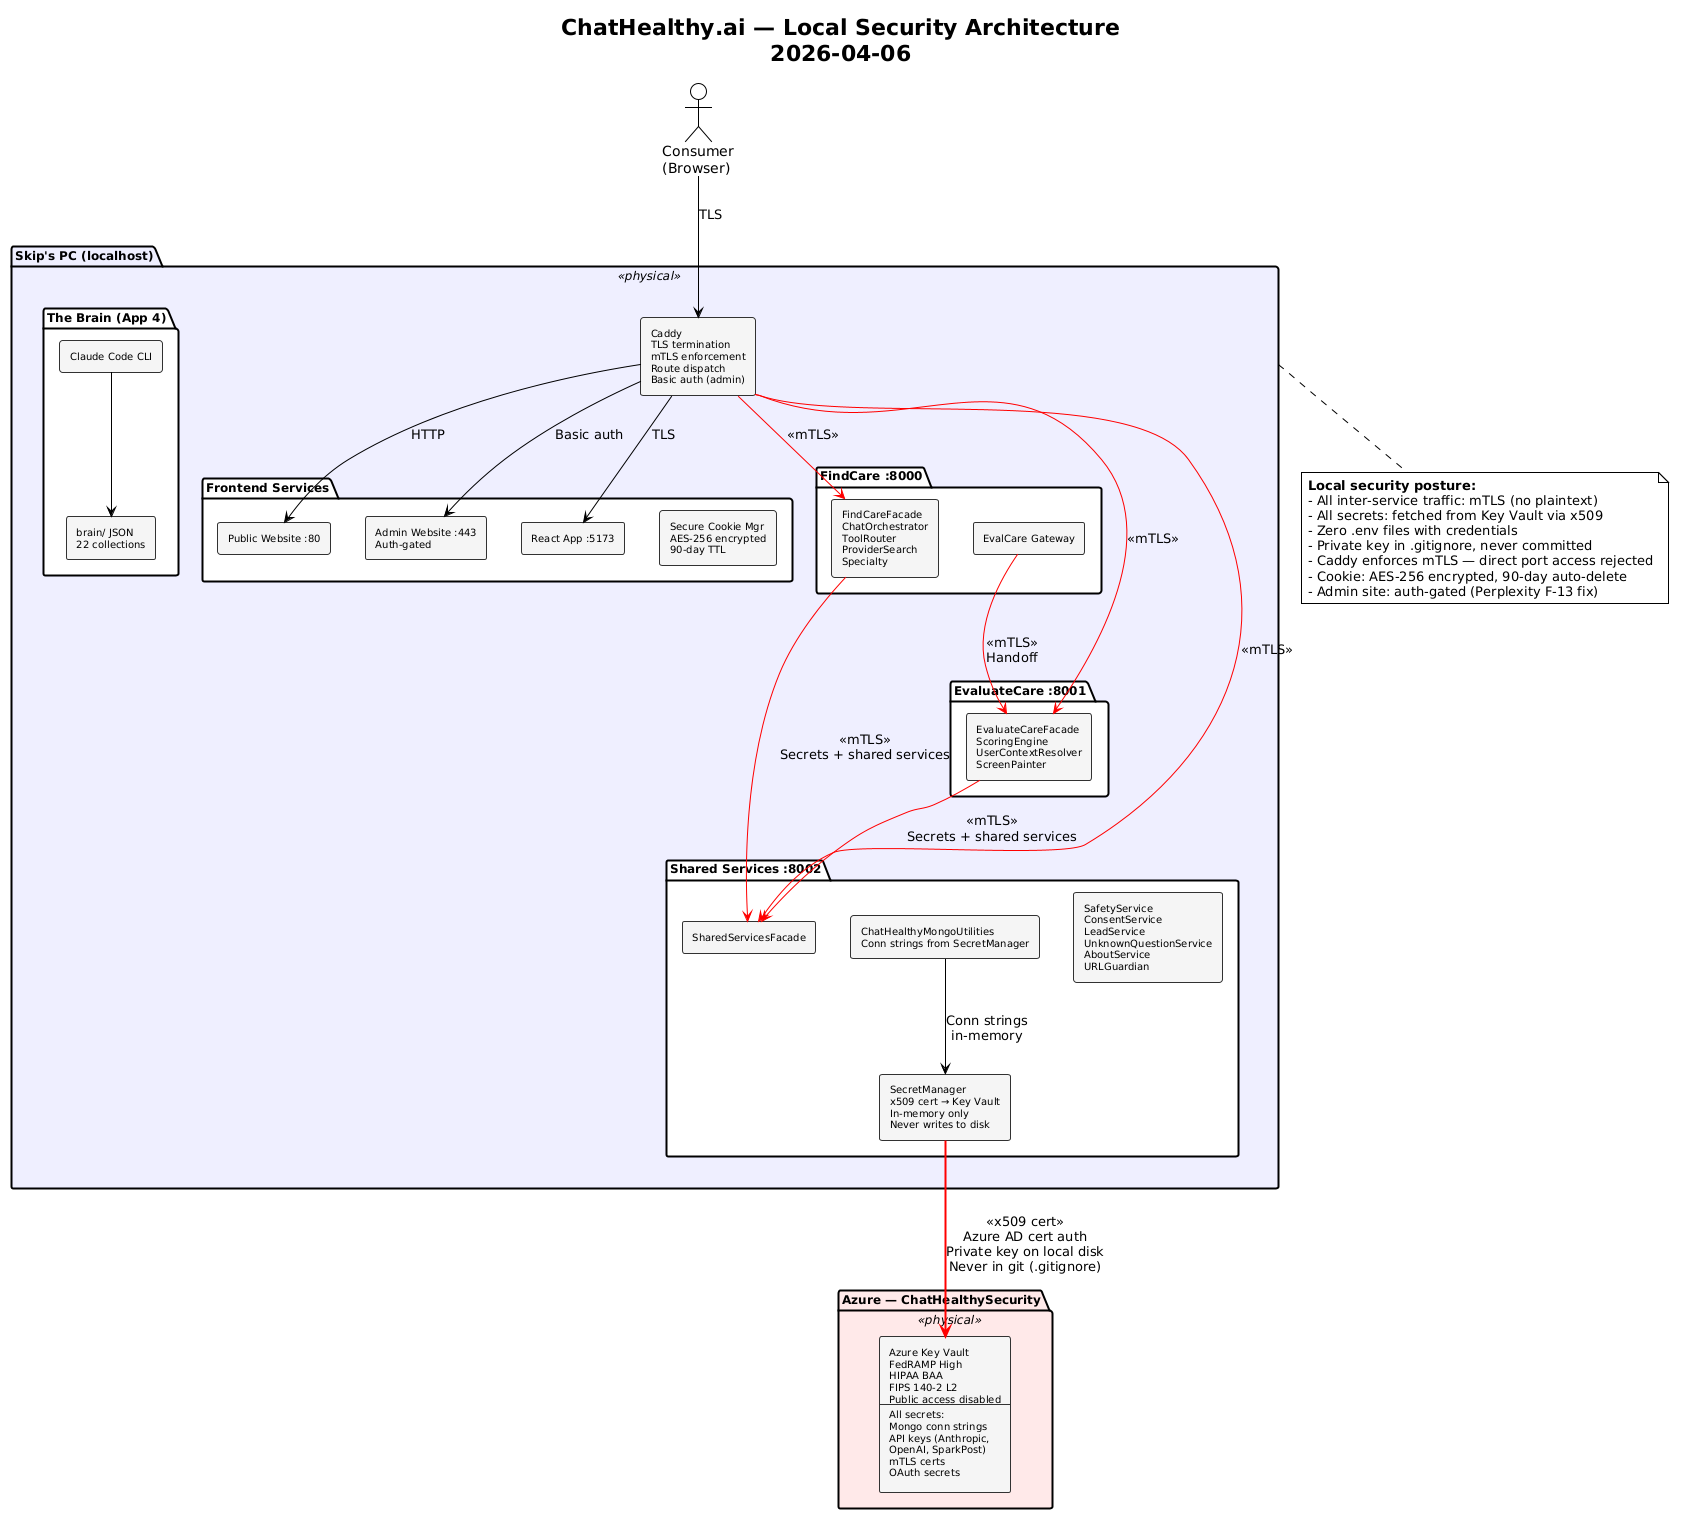 ChatHealthy.ai — Local Security Architecture
2026-04-06
Consumer
(Browser)
TLS
Skip's PC (localhost)
«physical»
The Brain (App 4)
Claude Code CLI
brain/ JSON
22 collections
Caddy
TLS termination
mTLS enforcement
Route dispatch
Basic auth (admin)
HTTP
Basic auth
TLS
«mTLS»
Frontend Services
Public Website :80
Admin Website :443
Auth-gated
React App :5173
Secure Cookie Mgr
AES-256 encrypted
90-day TTL
FindCare :8000
FindCareFacade
ChatOrchestrator
ToolRouter
ProviderSearch
Specialty
EvalCare Gateway
«mTLS»
Local security posture:
- All inter-service traffic: mTLS (no plaintext)
- All secrets: fetched from Key Vault via x509
- Zero .env files with credentials
- Private key in .gitignore, never committed
- Caddy enforces mTLS — direct port access rejected
- Cookie: AES-256 encrypted, 90-day auto-delete
- Admin site: auth-gated (Perplexity F-13 fix)
«mTLS»
Handoff
«mTLS»
EvaluateCare :8001
EvaluateCareFacade
ScoringEngine
UserContextResolver
ScreenPainter
«mTLS»
Secrets + shared services
«mTLS»
Secrets + shared services
Shared Services :8002
SharedServicesFacade
ChatHealthyMongoUtilities
Conn strings from SecretManager
SafetyService
ConsentService
LeadService
UnknownQuestionService
AboutService
URLGuardian
Conn strings
in-memory
SecretManager
x509 cert → Key Vault
In-memory only
Never writes to disk
«x509 cert»
Azure AD cert auth
Private key on local disk
Never in git (.gitignore)
Azure — ChatHealthySecurity
«physical»
Azure Key Vault
FedRAMP High
HIPAA BAA
FIPS 140-2 L2
Public access disabled
All secrets:
Mongo conn strings
API keys (Anthropic,
OpenAI, SparkPost)
mTLS certs
OAuth secrets